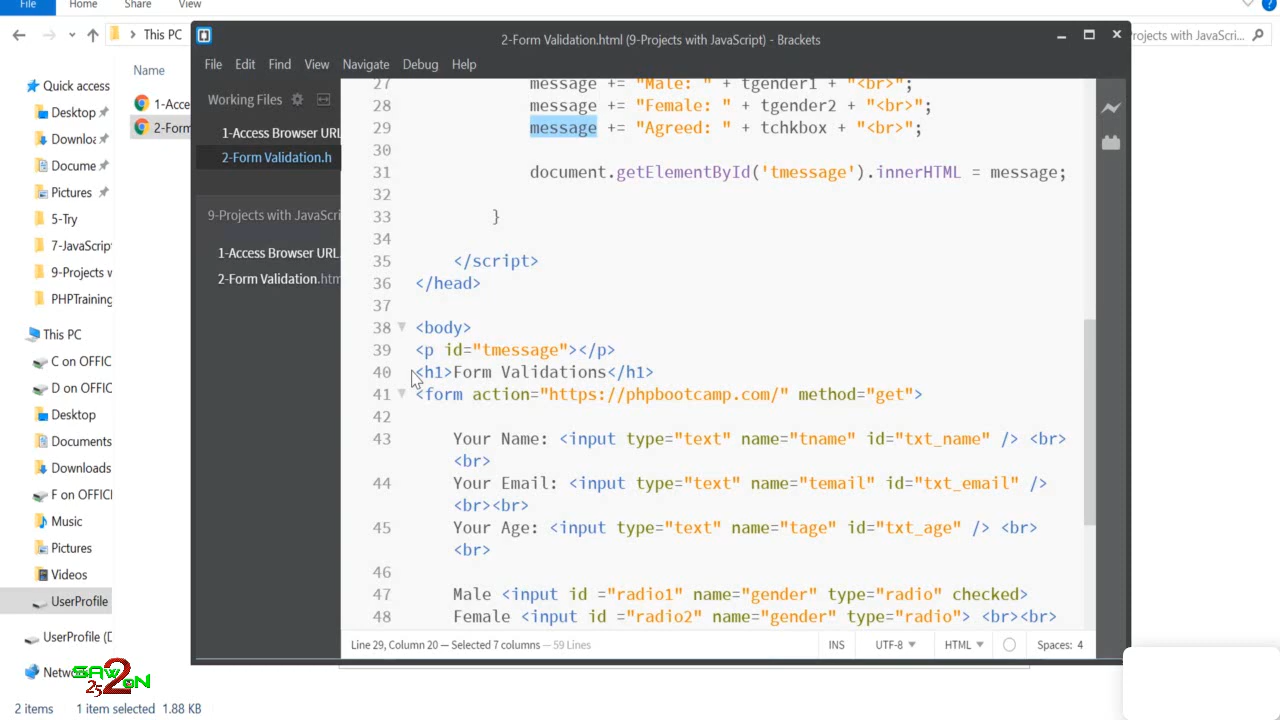 File Home Share View
This PC
rojects with JavaScri...
2-Form Validation.html (9-Projects with JavaScript) - Brackets
File Edit Find View Navigate Debug Help
Quick access
Desktop
Downloa
Docume
Pictures
5-Try
7-JavaScript
9-Projects w
PHPTraining
This PC
C on OFFIC
D on OFFIC
Desktop
Documents
Downloads
F on OFFICI
Music
Pictures
Videos
UserProfile
UserProfile (D
Netwo
2 items 1 item selected 1.88 KB
Name
1-Acce
2-Form
Working Files
1-Access Browser URL
2-Form Validation.h
9-Projects with JavaScri
1-Access Browser URL.
2-Form Validation.htm
27 message += "Male: " + tgender1 + "<br>";
28 message += "Female: " + tgender2 + "<br>";
29 message += "Agreed: " + tchkbox + "<br>";
30
31 document.getElementById('tmessage').innerHTML = message;
32
33 }
34
35 </script>
36 </head>
37
38 <body>
39 <p id="tmessage"></p>
40 <h1>Form Validations</h1>
41 <form action="https://phpbootcamp.com/" method="get">
42
43 Your Name: <input type="text" name="tname" id="txt_name" /> <br>
<br>
44 Your Email: <input type="text" name="temail" id="txt_email" />
<br><br>
45 Your Age: <input type="text" name="tage" id="txt_age" /> <br>
<br>
46
47 Male <input id ="radio1" name="gender" type="radio" checked>
48 Female <input id ="radio2" name="gender" type="radio"> <br><br>
Line 29, Column 20 — Selected 7 columns — 59 Lines
INS UTF-8 HTML Spaces: 4